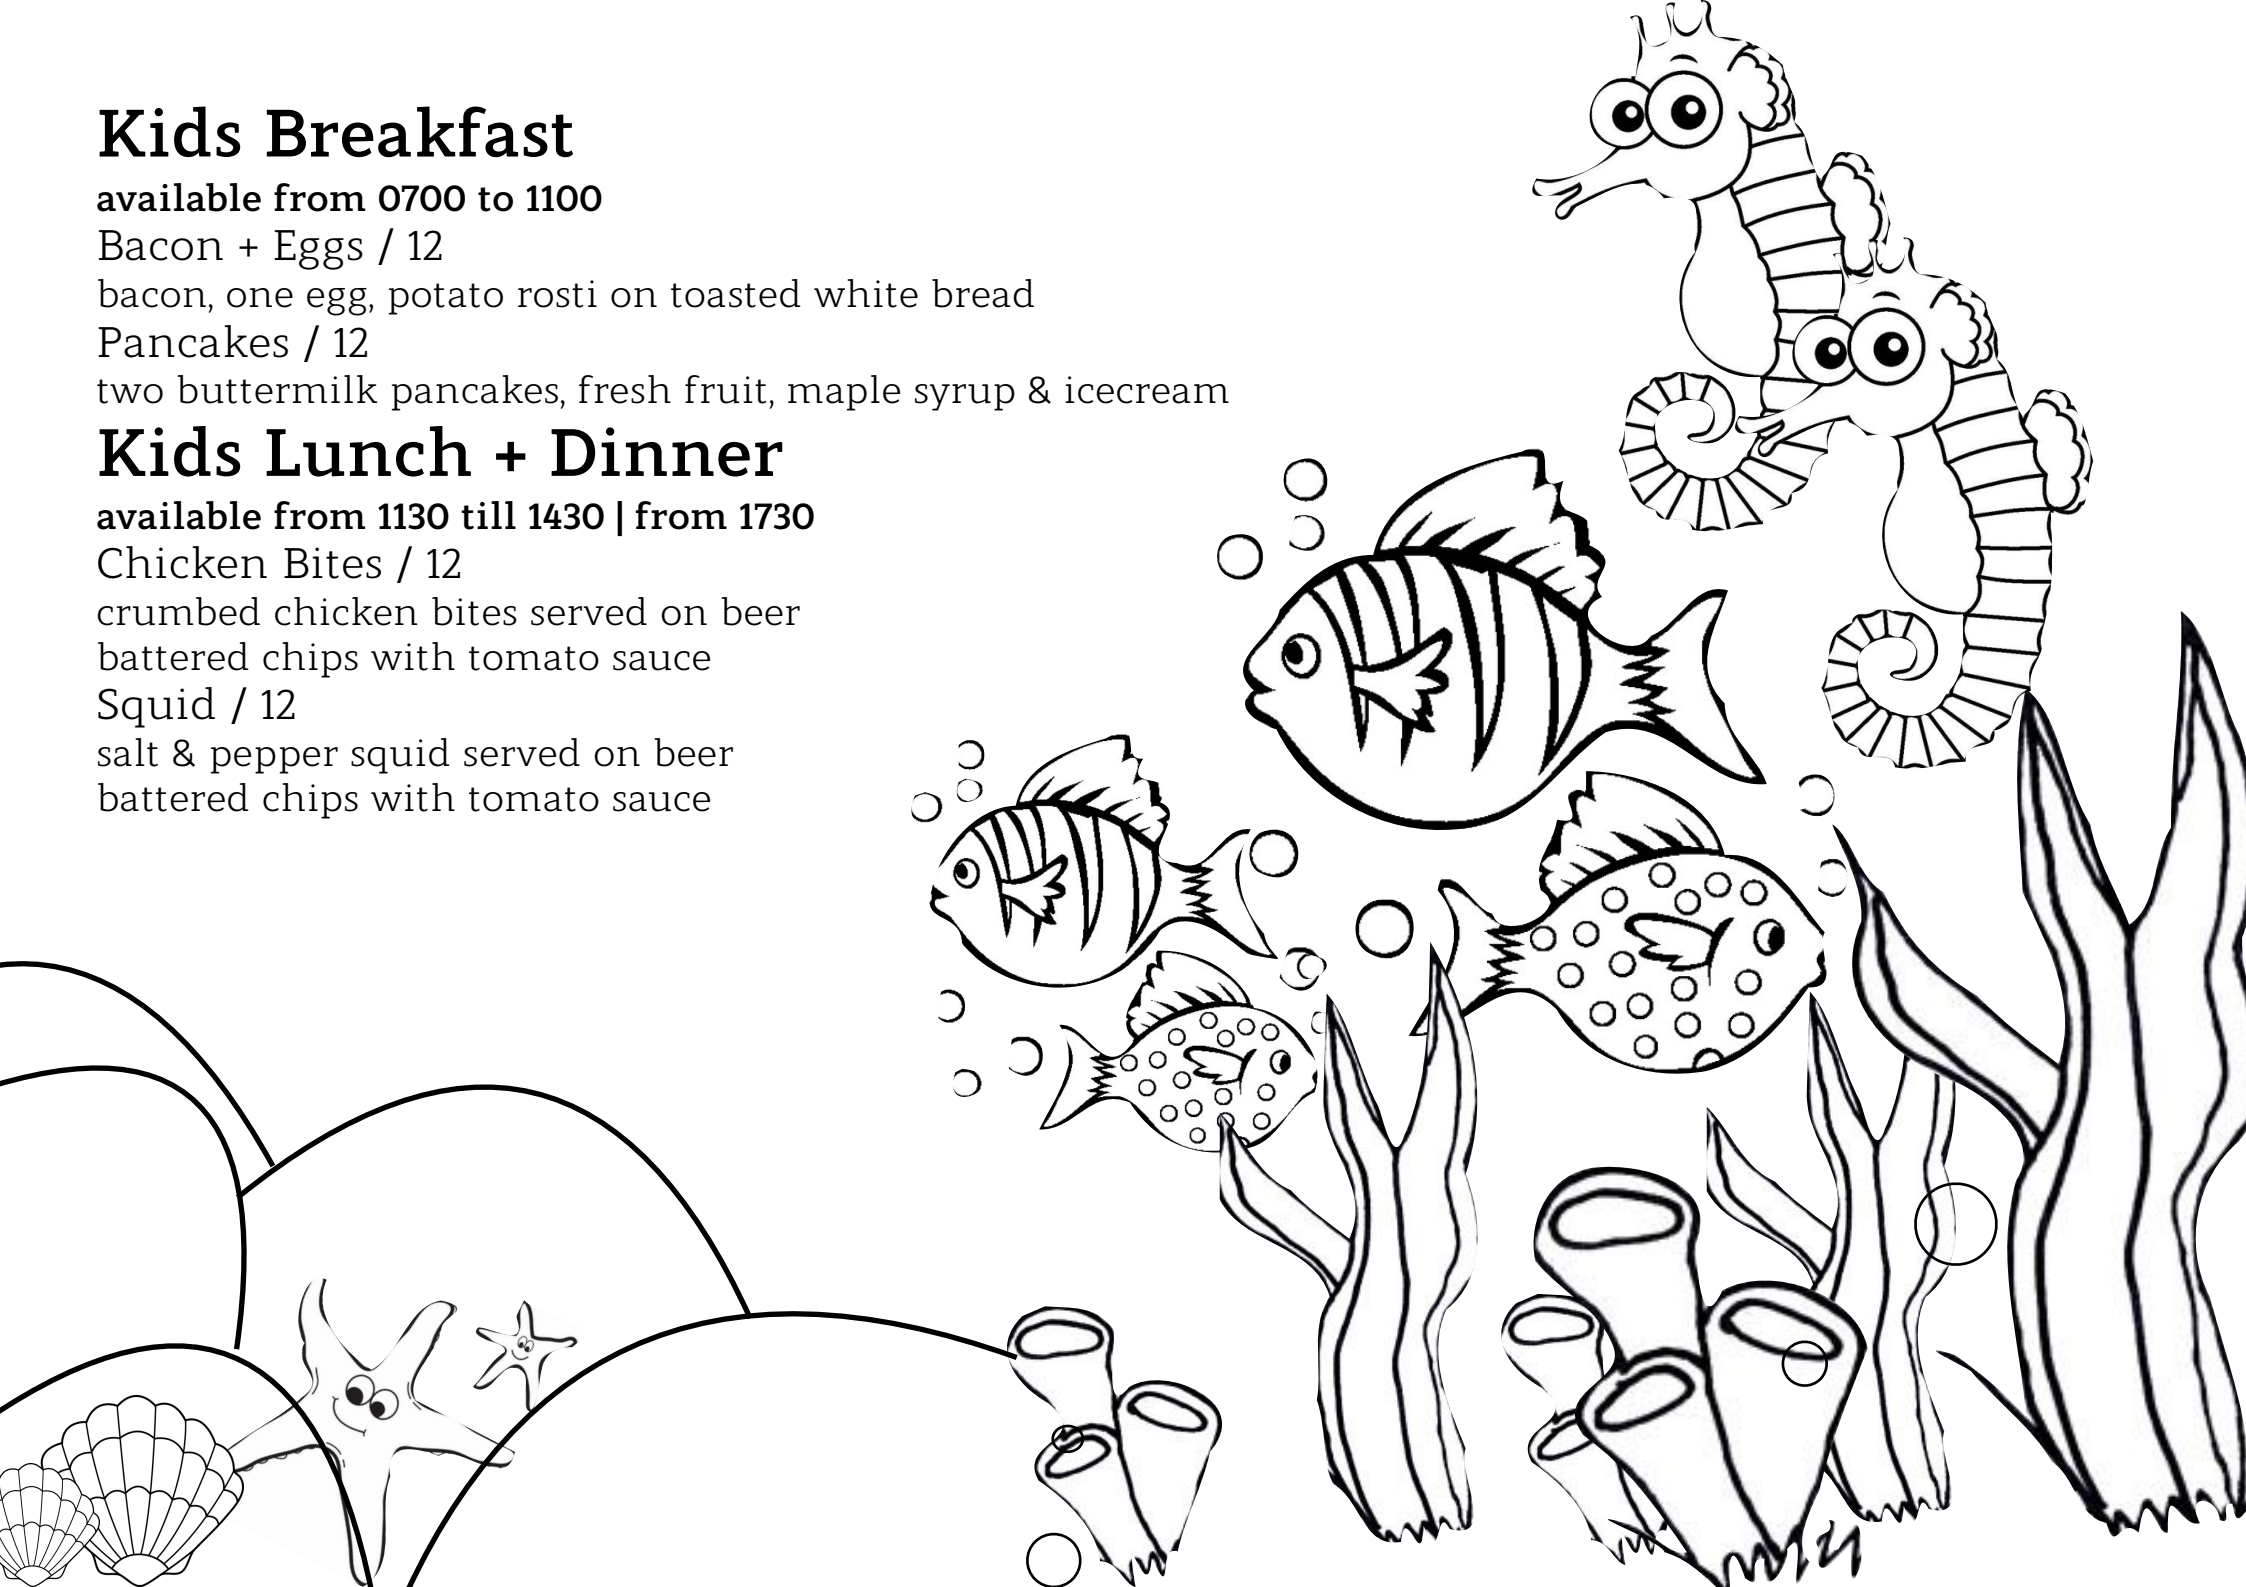 Kids Breakfast
available from 0700 to 1100
Bacon + Eggs / 12
bacon, one egg, potato rosti on toasted white bread
Pancakes / 12
two buttermilk pancakes, fresh fruit, maple syrup & icecream
Kids Lunch + Dinner
available from 1130 till 1430 | from 1730
Chicken Bites / 12
crumbed chicken bites served on beer
battered chips with tomato sauce
Squid / 12
salt & pepper squid served on beer
battered chips with tomato sauce